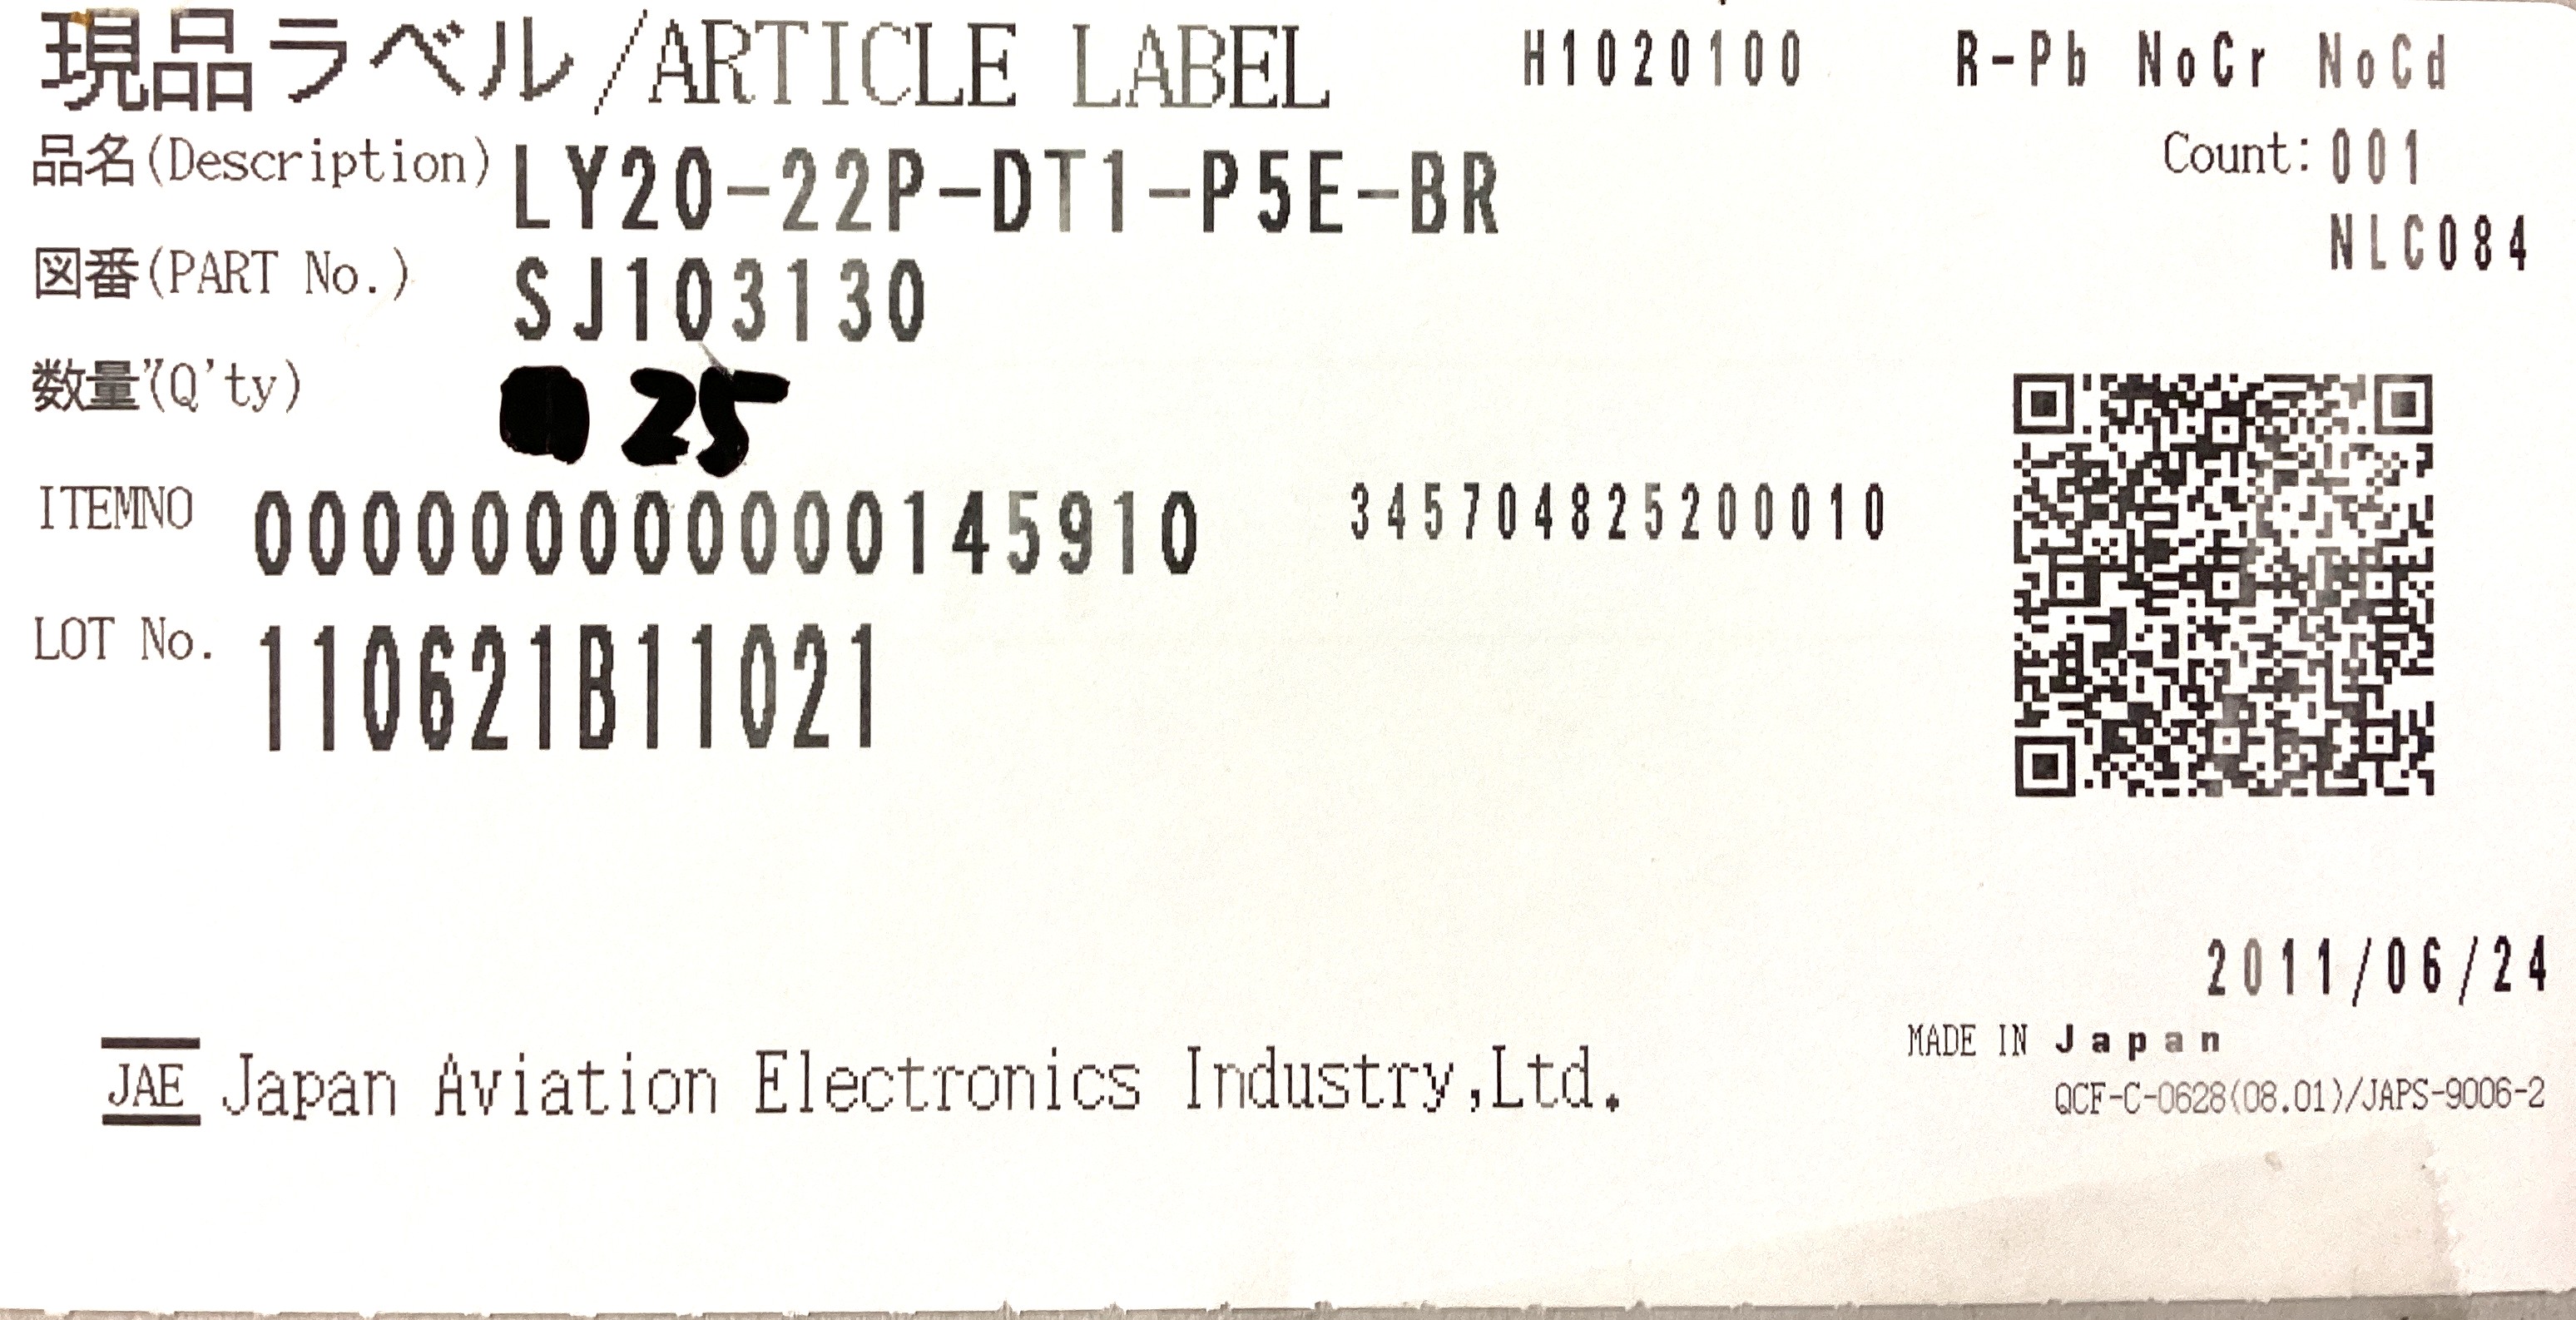 現品ラベル/ARTICLE LABEL H1020100 R-Pb NoCr NoCd
品名(Description) LY20-22P-DT1-P5E-BR Count:001
NLC084
図番(PART No.) SJ103130
数量(Q'ty) 25
ITEMNO 000000000000145910 345704825200010
LOT No. 110621B11021
2011/06/24
MADE IN Japan
JAE Japan Aviation Electronics Industry,Ltd.
QCF-C-0628(08.01)/JAPS-9006-2